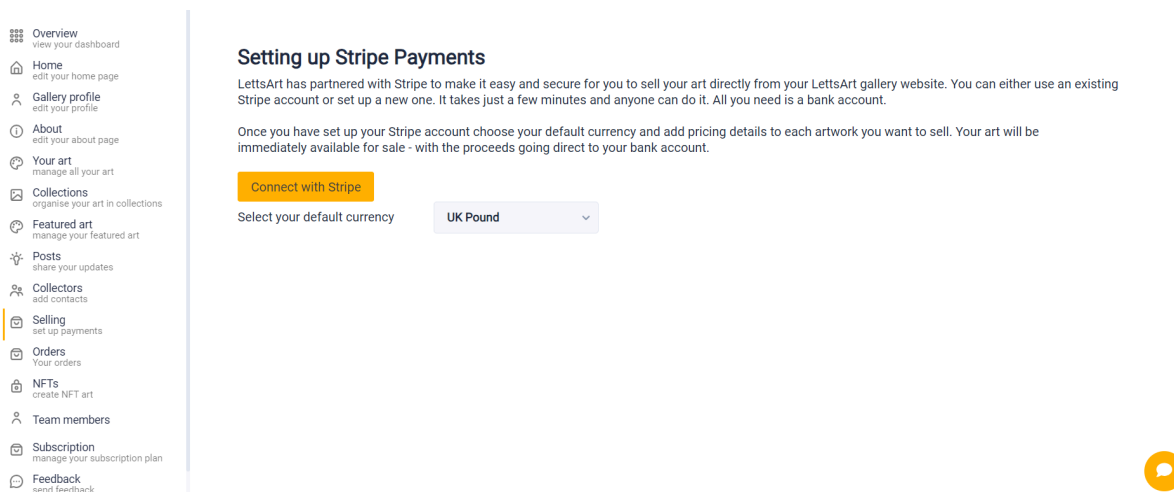 Overview
view your dashboard
Home
edit your home page
Gallery profile
edit your profile
About
edit your about page
Your art
manage all your art
Collections
organise your art in collections
Featured art
manage your featured art
Posts
share your updates
Collectors
add contacts
Selling
set up payments
Orders
Your orders
NFTs
create NFT art
Team members
Subscription
manage your subscription plan
Feedback
send feedback
Setting up Stripe Payments
LettsArt has partnered with Stripe to make it easy and secure for you to sell your art directly from your LettsArt gallery website. You can either use an existing
Stripe account or set up a new one. It takes just a few minutes and anyone can do it. All you need is a bank account.
Once you have set up your Stripe account choose your default currency and add pricing details to each artwork you want to sell. Your art will be
immediately available for sale - with the proceeds going direct to your bank account.
Connect with Stripe
Select your default currency UK Pound